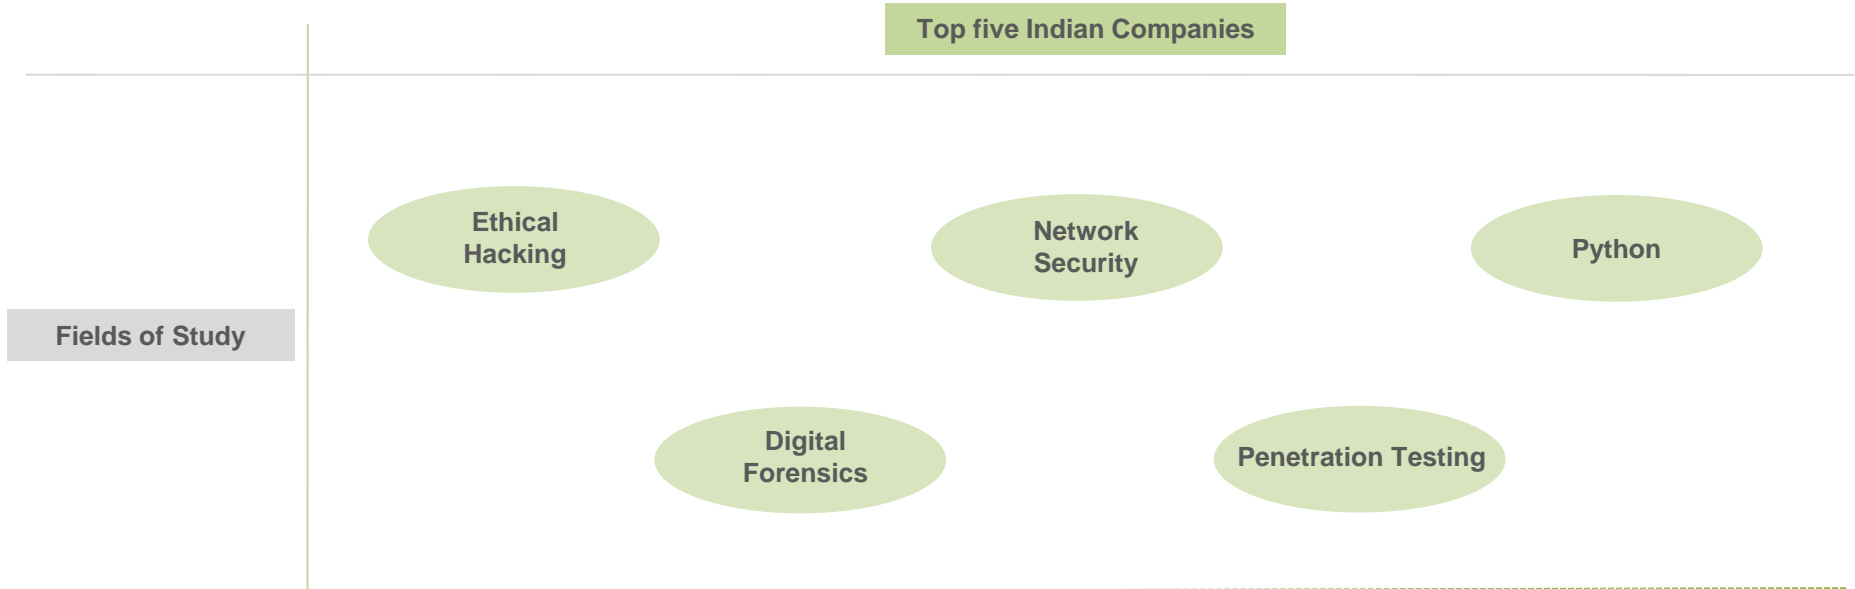 Top five Indian Companies
Ethical
Hacking
Network
Security
Python
Fields of Study
Digital
Forensics
Penetration Testing